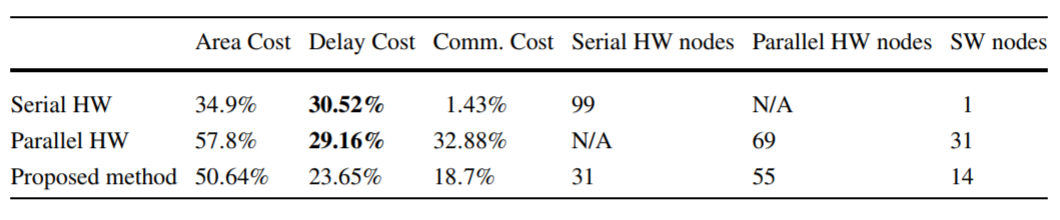 Area Cost Delay Cost Comm. Cost Serial HW nodes Parallel HW nodes SW nodes
Serial HW 34.9% 30.52% 1.43% 99 N/A 1
Parallel HW 57.8% 29.16% 32.88% N/A 69 31
Proposed method 50.64% 23.65% 18.7% 31 55 14